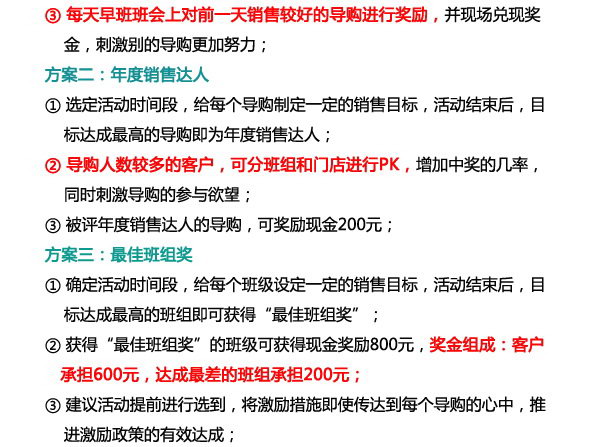 ③ 每天早班班会上对前一天销售较好的导购进行奖励，并现场兑现奖
金，刺激别的导购更加努力；
方案二：年度销售达人
① 选定活动时间段，给每个导购制定一定的销售目标，活动结束后，目
标达成最高的导购即为年度销售达人；
② 导购人数较多的客户，可分班组和门店进行PK，增加中奖的几率，
同时刺激导购的参与欲望；
③ 被评年度销售达人的导购，可奖励现金200元；
方案三：最佳班组奖
① 确定活动时间段，给每个班级设定一定的销售目标，活动结束后，目
标达成最高的班组即可获得“最佳班组奖”；
② 获得“最佳班组奖”的班级可获得现金奖励800元，奖金组成：客户
承担600元，达成最差的班组承担200元；
③ 建议活动提前进行选到，将激励措施即使传达到每个导购的心中，推
进激励政策的有效达成；